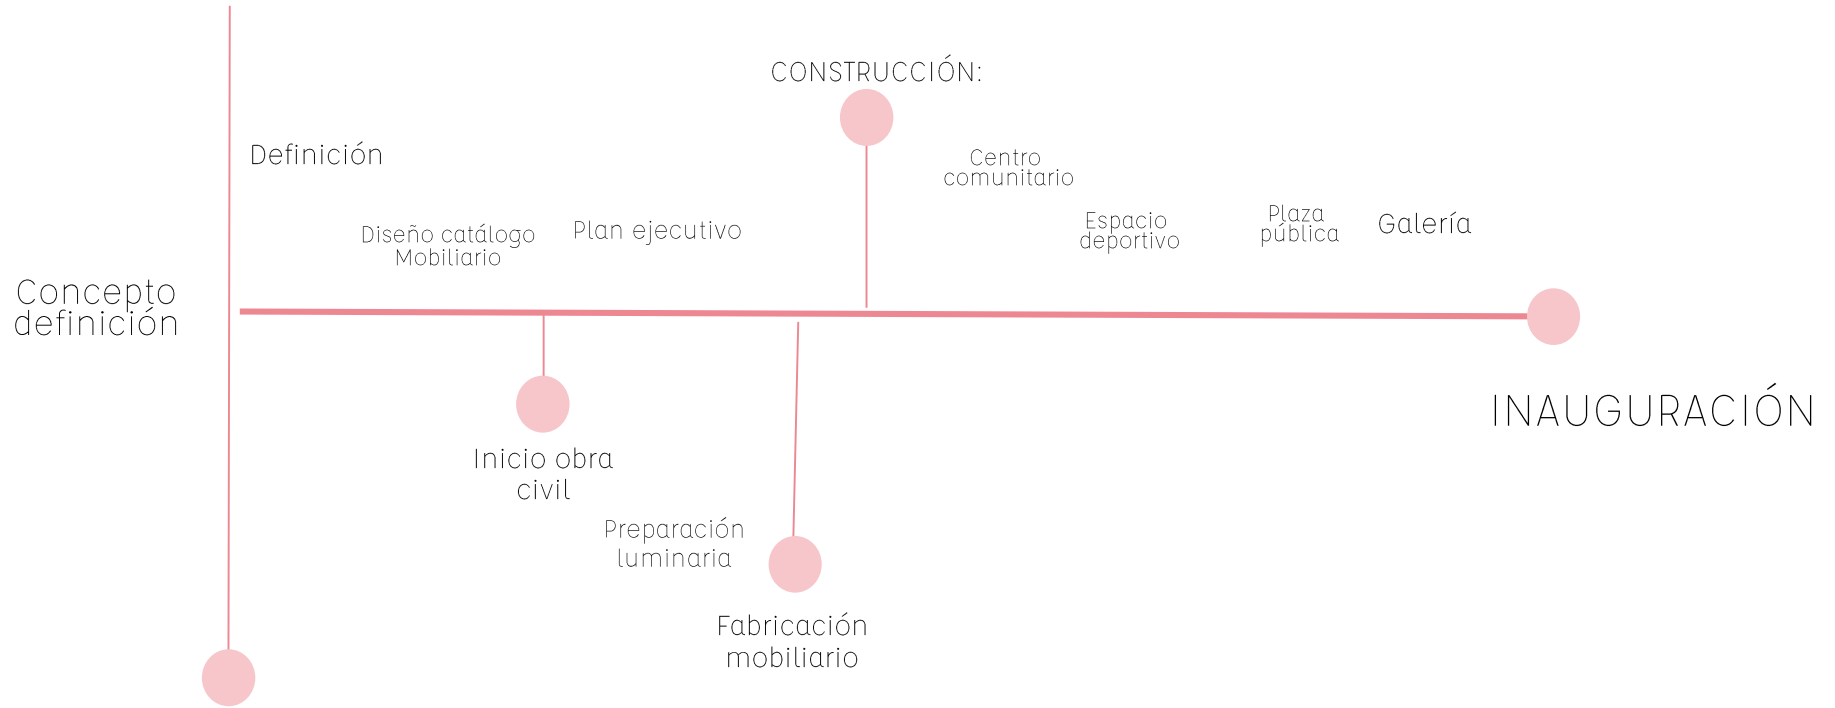 CONSTRUCCIÓN:
Definición
Centro
comunitario
Diseño catálogo
Mobiliario
Plan ejecutivo
Espacio
deportivo
Plaza
pública
Galería
Concepto
definición
INAUGURACIÓN
Inicio obra
civil
Preparación
luminaria
Fabricación
mobiliario